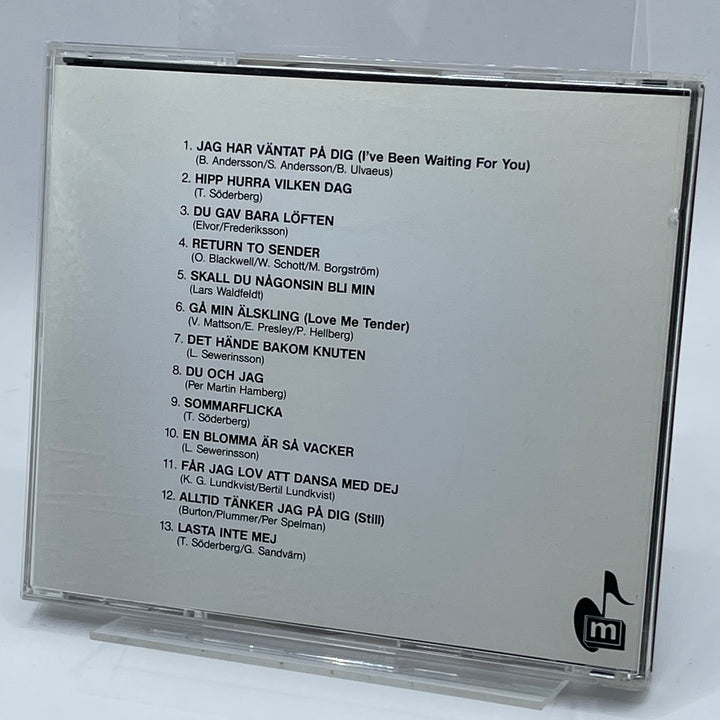 1. JAG HAR VÄNTAT PÅ DIG (I've Been Waiting For You)
(B. Andersson/S. Andersson/B. Ulvaeus)
2. HIPP HURRA VILKEN DAG
(T. Söderberg)
3. DU GAV BARA LÖFTEN
(Elvor/Frederiksson)
4. RETURN TO SENDER
(O. Blackwell/W. Schott/M. Borgström)
5. SKALL DU NÅGONSIN BLI MIN
(Lars Waldfeldt)
6. GÅ MIN ÄLSKLING (Love Me Tender)
(V. Mattson/E. Presley/P. Hellberg)
7. DET HÄNDE BAKOM KNUTEN
(L. Sewerinsson)
8. DU OCH JAG
(Per Martin Hamberg)
9. SOMMARFLICKA
(T. Söderberg)
10. EN BLOMMA ÄR SÅ VACKER
(L. Sewerinsson)
11. FÅR JAG LOV ATT DANSA MED DEJ
(K. G. Lundkvist/Bertil Lundkvist)
12. ALLTID TÄNKER JAG PÅ DIG (Still)
(Burton/Plummer/Per Spelman)
13. LASTA INTE MEJ
(T. Söderberg/G. Sandvärn)
m